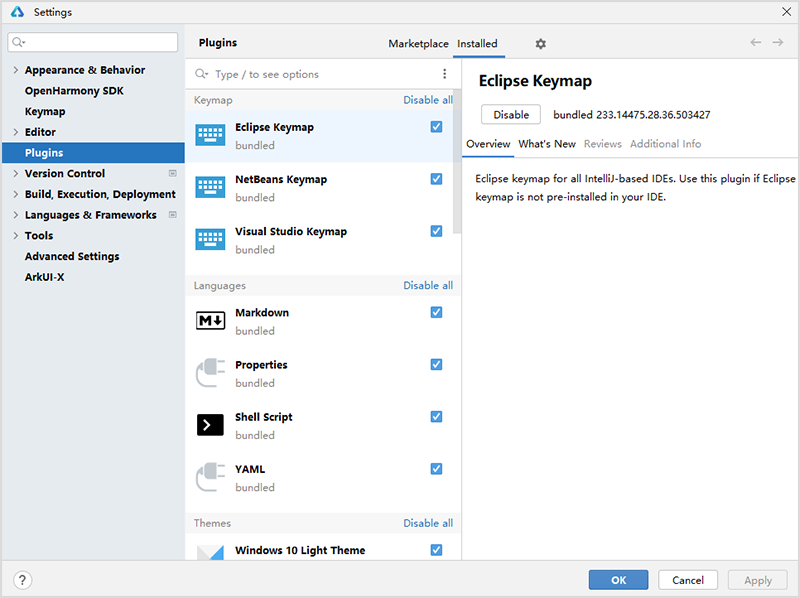 Settings
Plugins
Marketplace
Installed
Appearance & Behavior
OpenHarmony SDK
Keymap
Editor
Plugins
Version Control
Build, Execution, Deployment
Languages & Frameworks
Tools
Advanced Settings
ArkUI-X
Type / to see options
Keymap
Disable all
Eclipse Keymap
bundled
NetBeans Keymap
bundled
Visual Studio Keymap
bundled
Languages
Disable all
M
Markdown
bundled
Properties
bundled
Shell Script
bundled
YAML
bundled
Themes
Disable all
Windows 10 Light Theme
Eclipse Keymap
Disable
bundled 233.14475.28.36.503427
Overview
What's New
Reviews
Additional Info
Eclipse keymap for all IntelliJ-based IDEs. Use this plugin if Eclipse
keymap is not pre-installed in your IDE.
?
OK
Cancel
Apply